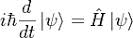 iħ d/dt |ψ⟩ = Ĥ |ψ⟩